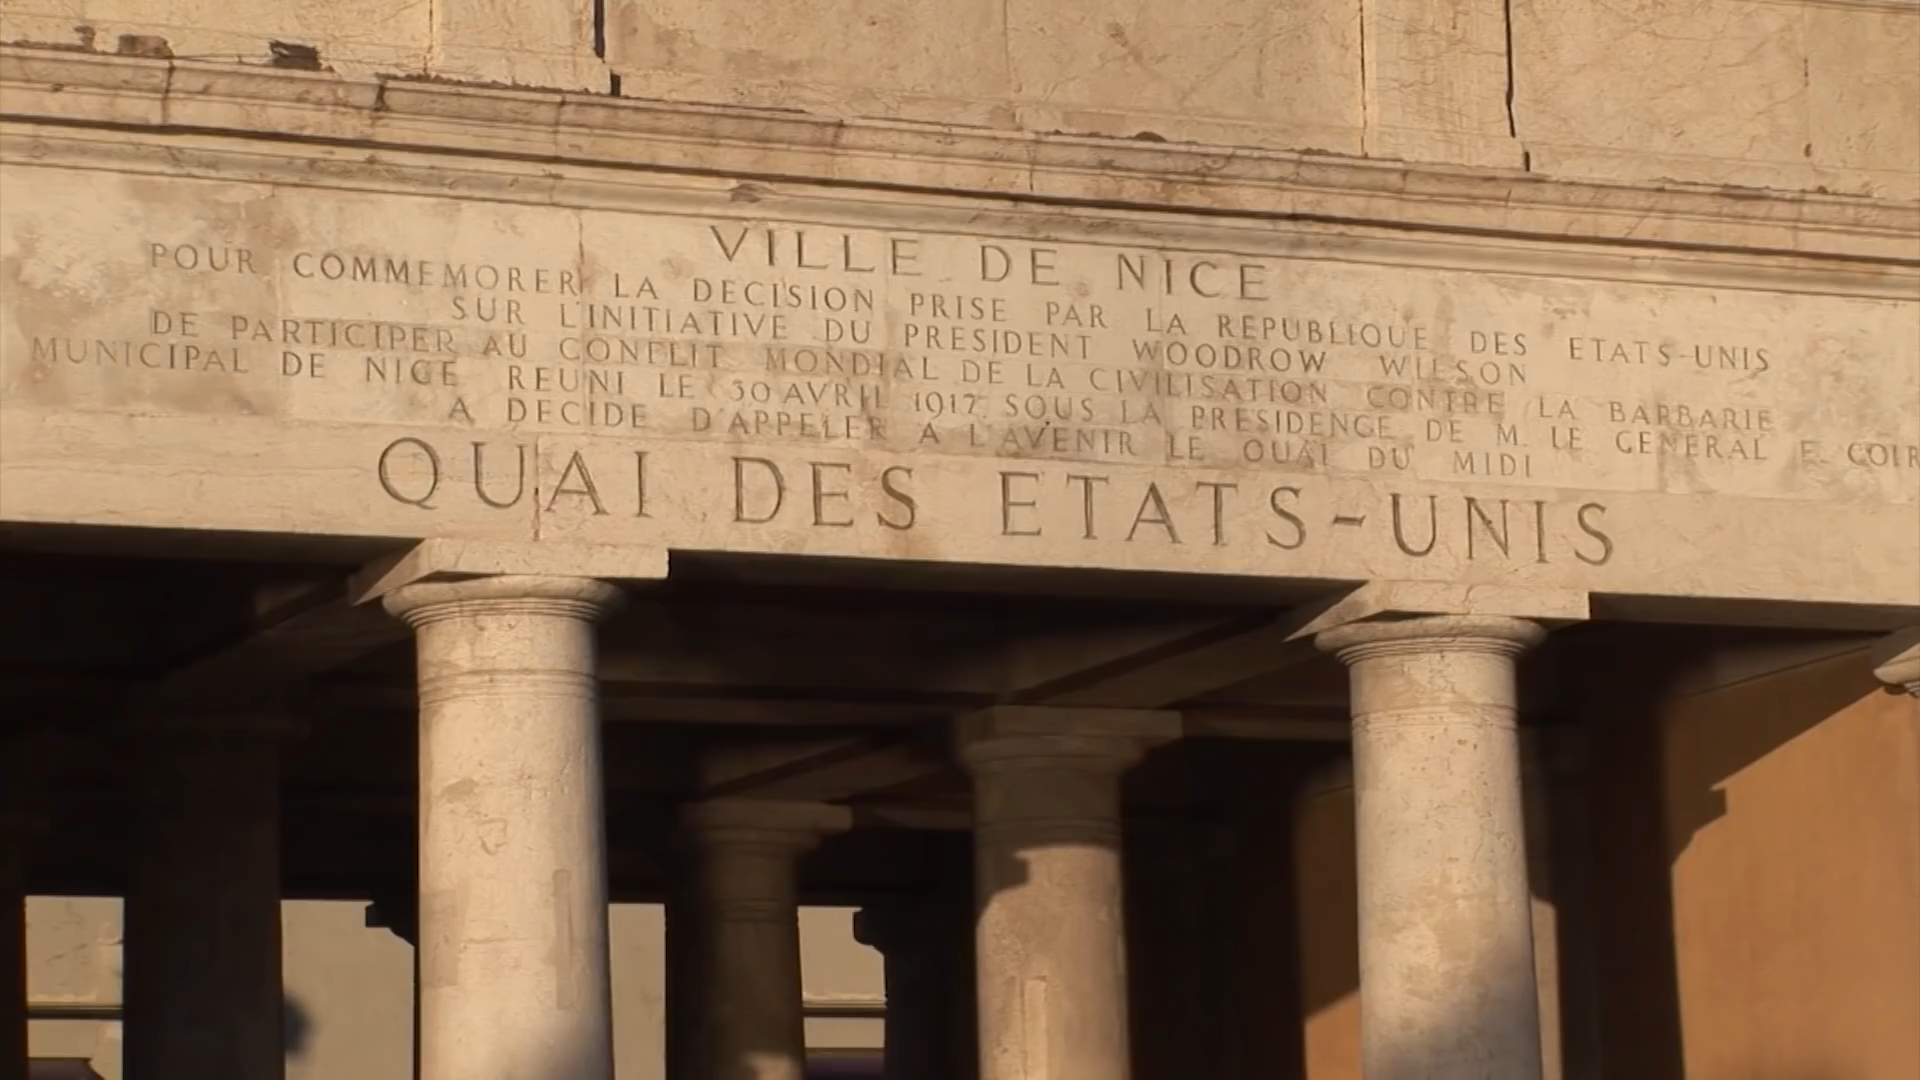 VILLE DE NICE
POUR COMMEMORER LA DECISION PRISE PAR LA REPUBLIQUE DES ETATS-UNIS
SUR L'INITIATIVE DU PRESIDENT WOODROW WILSON
DE PARTICIPER AU CONFLIT MONDIAL DE LA CIVILISATION CONTRE LA BARBARIE
MUNICIPAL DE NICE REUNI LE 30 AVRIL 1917 SOUS LA PRESIDENCE DE M. LE GENERAL
A DECIDE D'APPELER A L'AVENIR LE QUAI DU MIDI
QUAI DES ETATS-UNIS